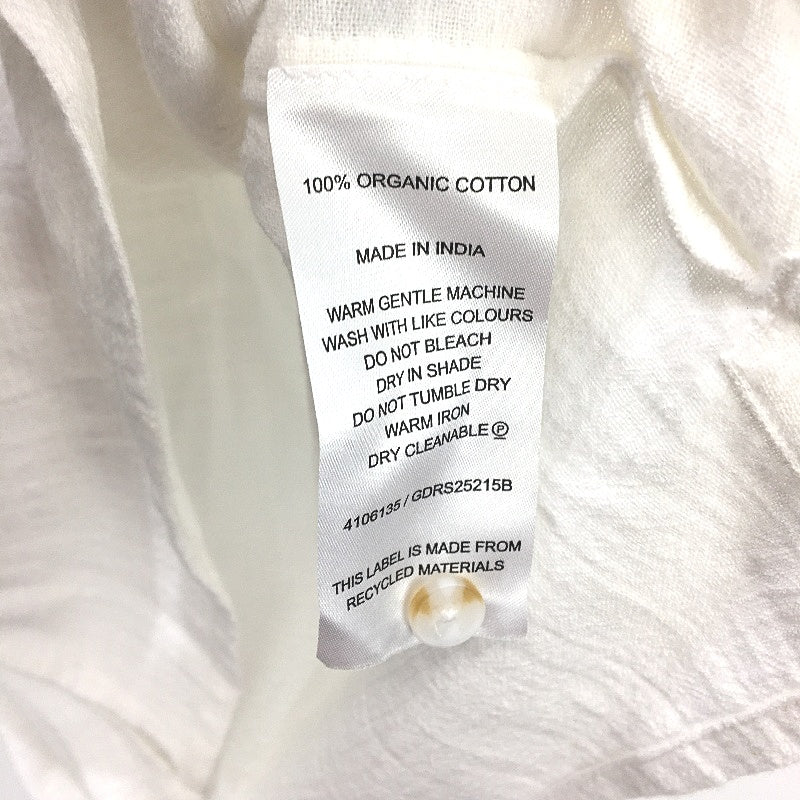 100% ORGANIC COTTON
MADE IN INDIA
WARM GENTLE MACHINE
WASH WITH LIKE COLOURS
DO NOT BLEACH
DRY IN SHADE
DO NOT TUMBLE DRY
WARM IRON
DRY CLEANABLE Ⓟ
4106135 / GDRS25215B
THIS LABEL IS MADE FROM
RECYCLED MATERIALS